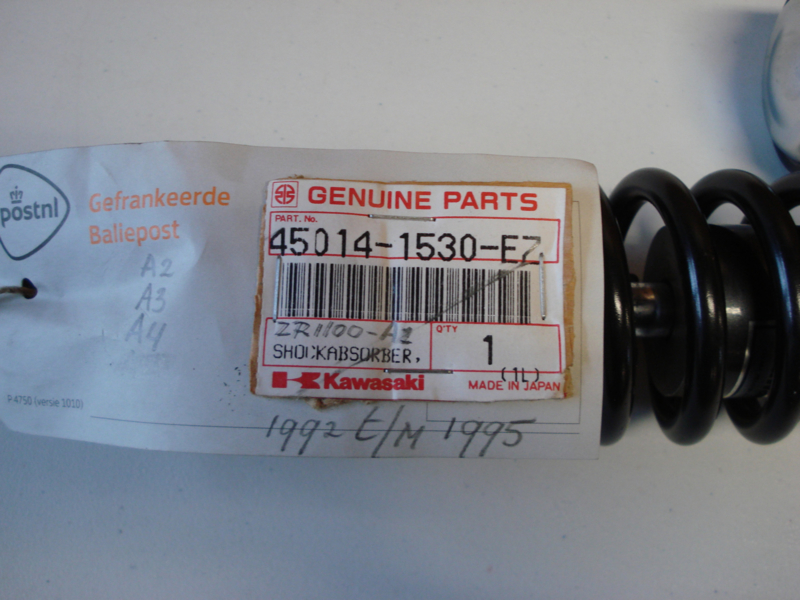 postnl
Gefrankeerde
Baliepost
A2
A3
A4
P 4750 (versie 1010)
GENUINE PARTS
PART. No.
45014-1530-EZ
ZR1100-A1
Q'TY
SHOCKABSORBER,
1
(1L)
Kawasaki
MADE IN JAPAN
1992 t/m 1995